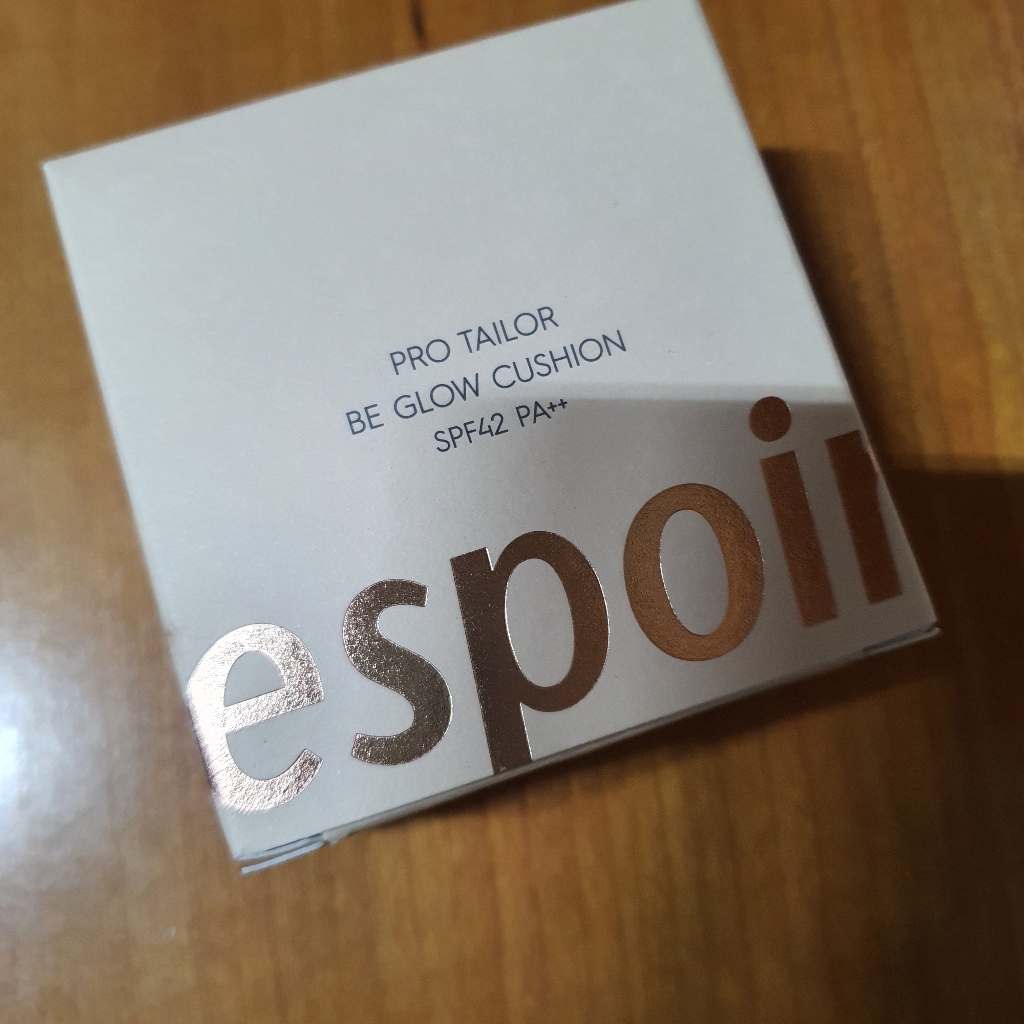 PRO TAILOR
BE GLOW CUSHION
SPF42 PA++
espoir